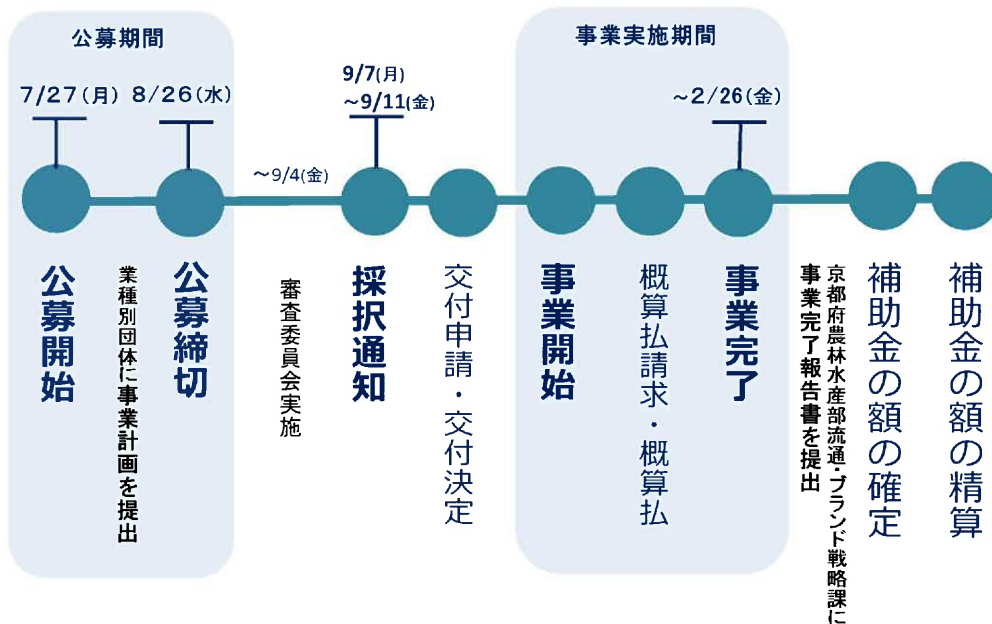 公募期間
事業実施期間
7/27(月)
8/26(水)
～9/4(金)
9/7(月)
～9/11(金)
～2/26(金)
公募開始
業種別団体に事業計画を提出
公募締切
審査委員会実施
採択通知
交付申請・交付決定
事業開始
概算払請求・概算払
事業完了
京都府農林水産部流通・ブランド戦略課に
事業完了報告書を提出
補助金の額の確定
補助金の額の精算